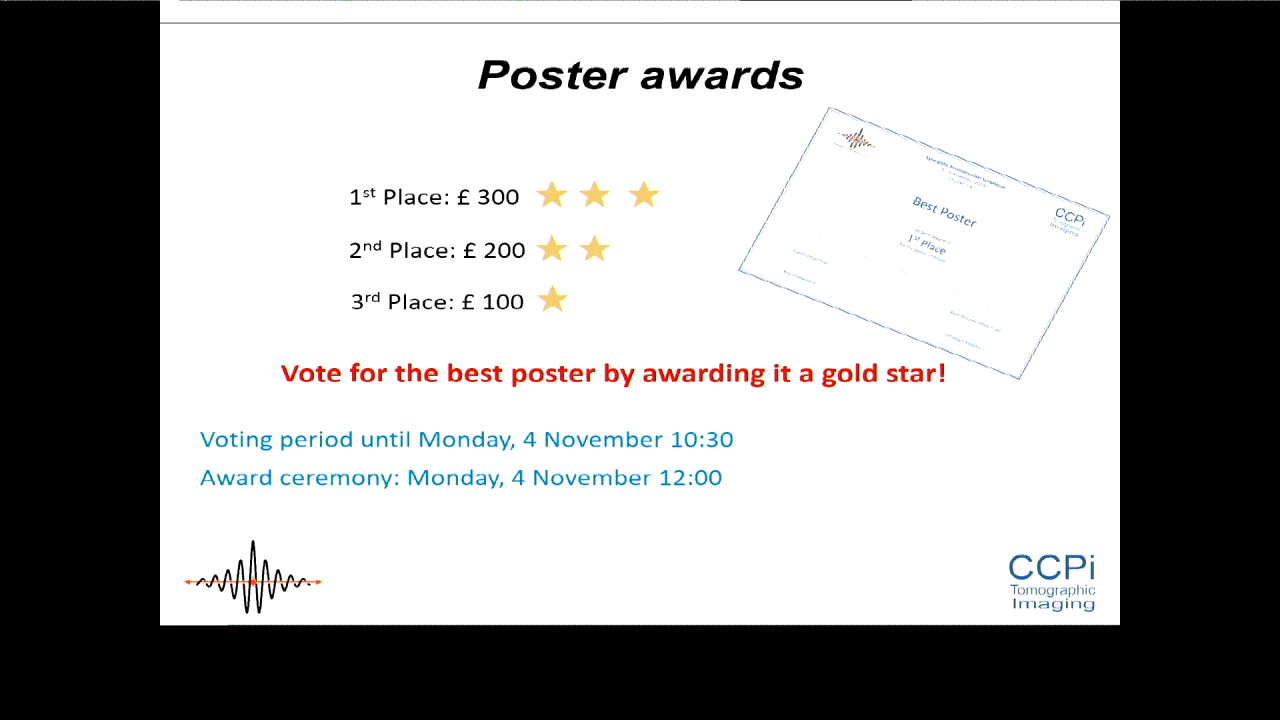 Poster awards
1st Place: £ 300
2nd Place: £ 200
3rd Place: £ 100
Best Poster
1st Place
CCPi
Tomographic
Imaging
Vote for the best poster by awarding it a gold star!
Voting period until Monday, 4 November 10:30
Award ceremony: Monday, 4 November 12:00
CCPi
Tomographic
Imaging